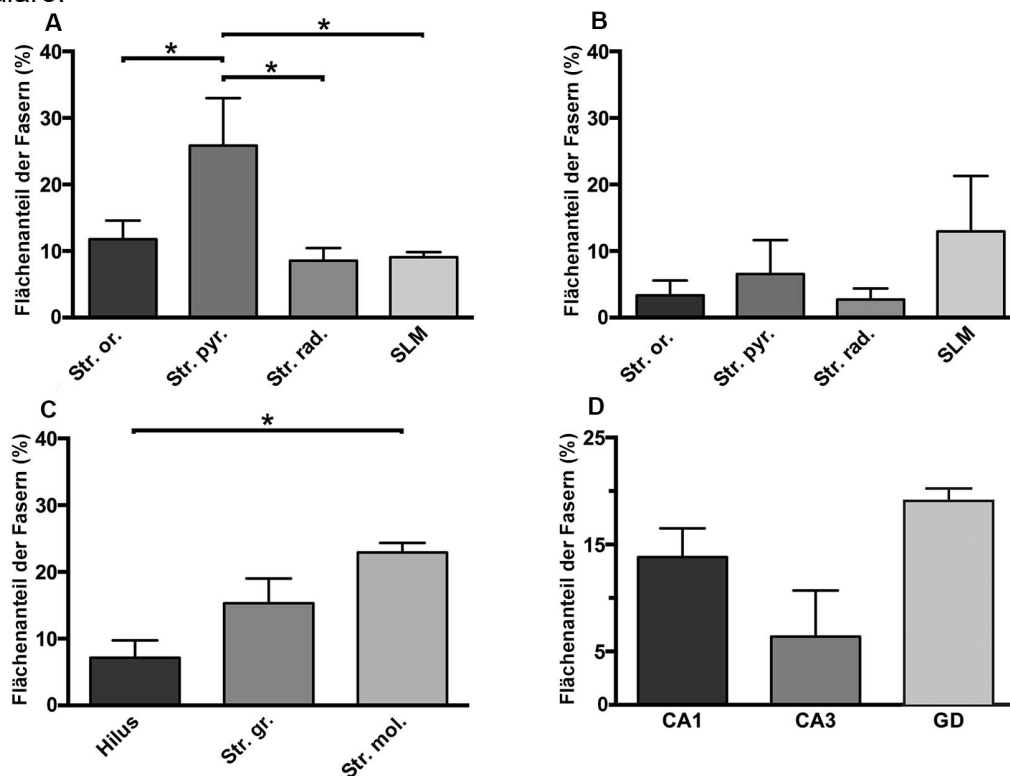 A
Flächenanteil der Fasern (%)
40
30
20
10
0
*
*
*
Str. or.
Str. pyr.
Str. rad.
SLM
B
Flächenanteil der Fasern (%)
40
30
20
10
0
Str. or.
Str. pyr.
Str. rad.
SLM
C
Flächenanteil der Fasern (%)
40
30
20
10
0
*
Hilus
Str. gr.
Str. mol.
D
Flächenanteil der Fasern (%)
25
15
5
0
CA1
CA3
GD